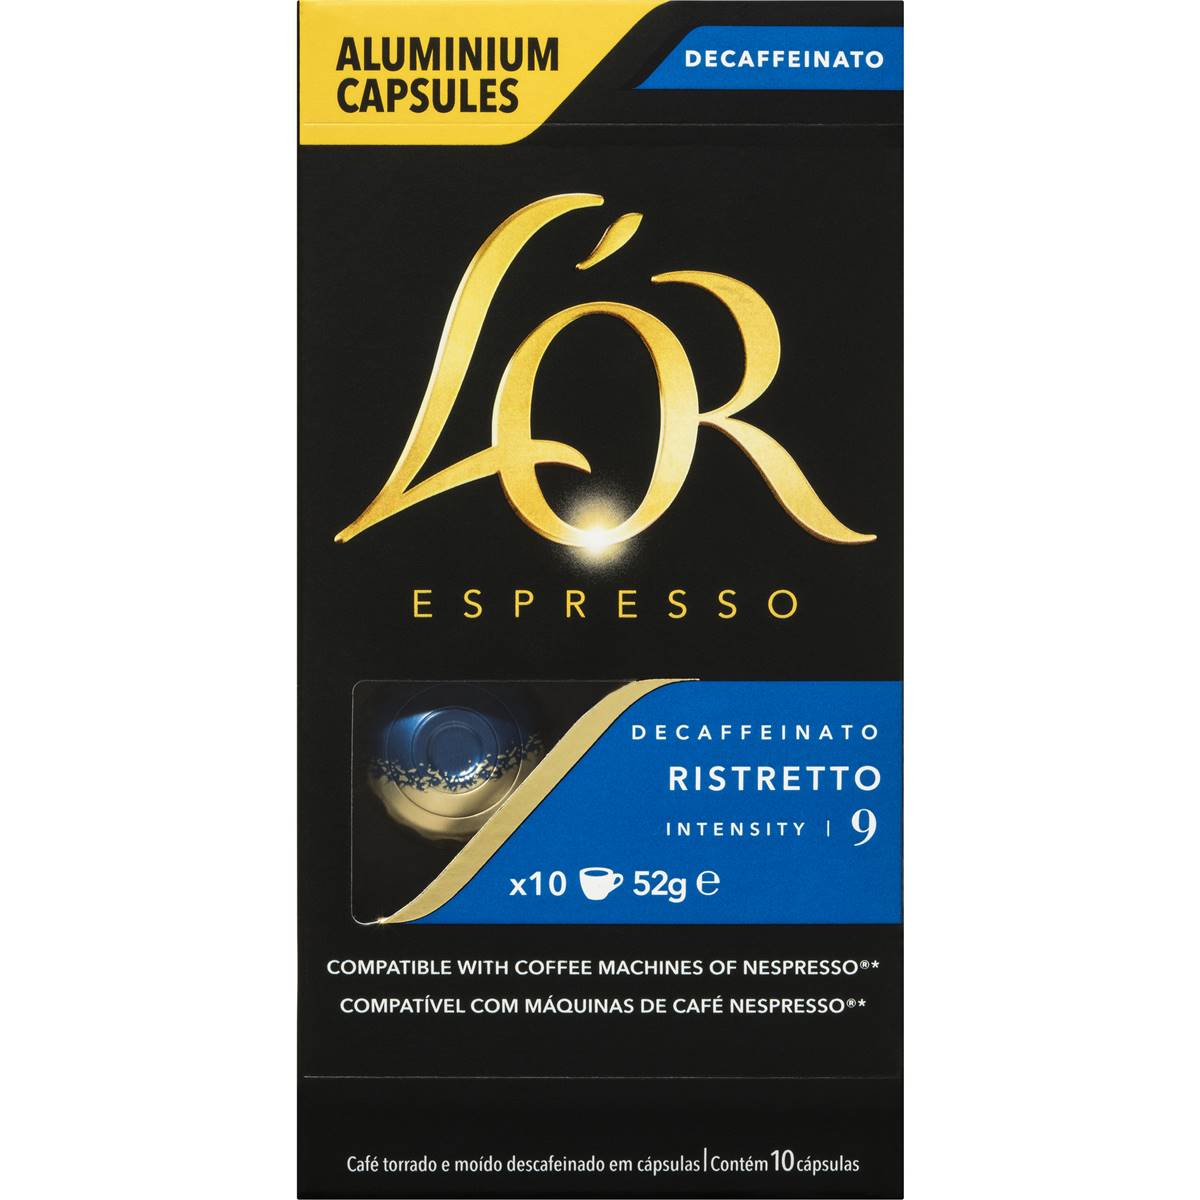 ALUMINIUM
CAPSULES
DECAFFEINATO
L'OR
ESPRESSO
DECAFFEINATO
RISTRETTO
INTENSITY | 9
x10 52g ℮
COMPATIBLE WITH COFFEE MACHINES OF NESPRESSO®*
COMPATÍVEL COM MÁQUINAS DE CAFÉ NESPRESSO®*
Café torrado e moído descafeinado em cápsulas | Contém 10 cápsulas